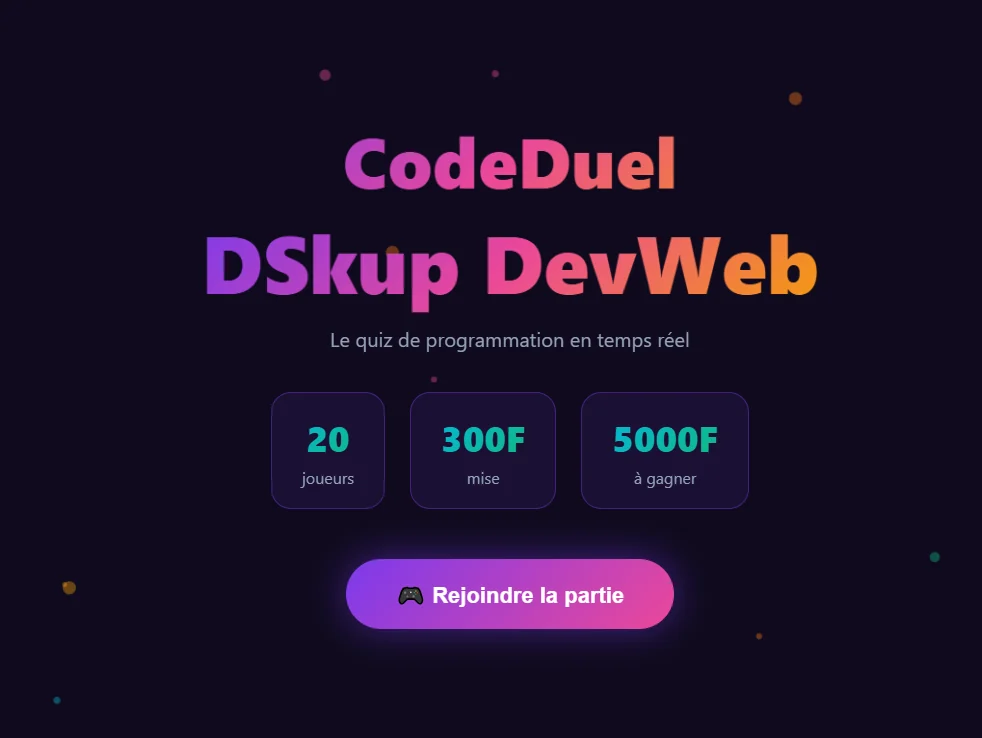 CodeDuel
DSkup DevWeb
Le quiz de programmation en temps réel
20
joueurs
300F
mise
5000F
à gagner
🎮 Rejoindre la partie